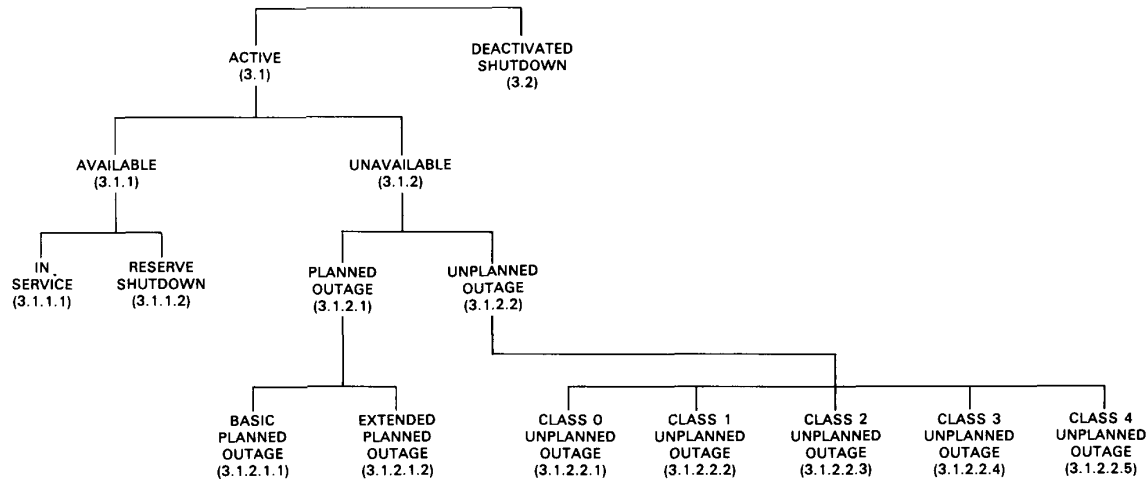 ACTIVE
(3.1)
DEACTIVATED
SHUTDOWN
(3.2)
AVAILABLE
(3.1.1)
UNAVAILABLE
(3.1.2)
IN
SERVICE
(3.1.1.1)
RESERVE
SHUTDOWN
(3.1.1.2)
PLANNED
OUTAGE
(3.1.2.1)
UNPLANNED
OUTAGE
(3.1.2.2)
BASIC
PLANNED
OUTAGE
(3.1.2.1.1)
EXTENDED
PLANNED
OUTAGE
(3.1.2.1.2)
CLASS 0
UNPLANNED
OUTAGE
(3.1.2.2.1)
CLASS 1
UNPLANNED
OUTAGE
(3.1.2.2.2)
CLASS 2
UNPLANNED
OUTAGE
(3.1.2.2.3)
CLASS 3
UNPLANNED
OUTAGE
(3.1.2.2.4)
CLASS 4
UNPLANNED
OUTAGE
(3.1.2.2.5)